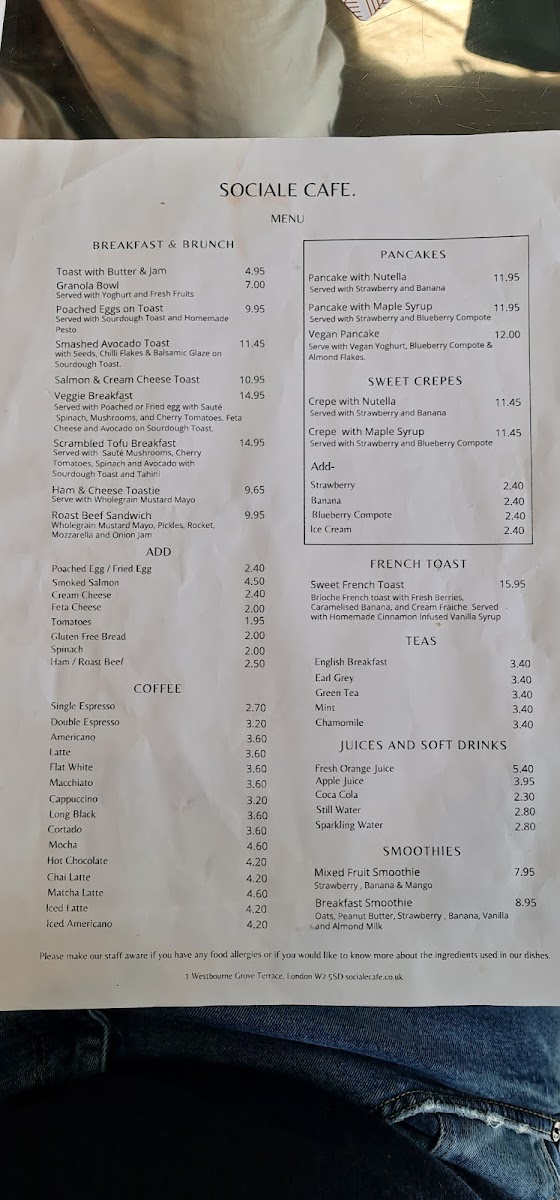 SOCIALE CAFE.
MENU
BREAKFAST & BRUNCH
Toast with Butter & Jam 4.95
Granola Bowl 7.00
Served with Yoghurt and Fresh Fruits
Poached Eggs on Toast 9.95
Served with Sourdough Toast and Homemade
Pesto
Smashed Avocado Toast 11.45
with Seeds, Chilli Flakes & Balsamic Glaze on
Sourdough Toast.
Salmon & Cream Cheese Toast 10.95
Veggie Breakfast 14.95
Served with Poached or Fried egg with Sauté
Spinach, Mushrooms, and Cherry Tomatoes. Feta
Cheese and Avocado on Sourdough Toast.
Scrambled Tofu Breakfast 14.95
Served with Sauté Mushrooms, Cherry
Tomatoes, Spinach and Avocado with
Sourdough Toast and Tahini
Ham & Cheese Toastie 9.65
Serve with Wholegrain Mustard Mayo
Roast Beef Sandwich 9.95
Wholegrain Mustard Mayo, Pickles, Rocket,
Mozzarella and Onion Jam
ADD
Poached Egg / Fried Egg 2.40
Smoked Salmon 4.50
Cream Cheese 2.40
Feta Cheese 2.00
Tomatoes 1.95
Gluten Free Bread 2.00
Spinach 2.00
Ham / Roast Beef 2.50
COFFEE
Single Espresso 2.70
Double Espresso 3.20
Americano 3.60
Latte 3.60
Flat White 3.60
Macchiato 3.60
Cappuccino 3.20
Long Black 3.60
Cortado 3.60
Mocha 4.60
Hot Chocolate 4.20
Chai Latte 4.20
Matcha Latte 4.60
Iced Latte 4.20
Iced Americano 4.20
PANCAKES
Pancake with Nutella 11.95
Served with Strawberry and Banana
Pancake with Maple Syrup 11.95
Served with Strawberry and Blueberry Compote
Vegan Pancake 12.00
Serve with Vegan Yoghurt, Blueberry Compote &
Almond Flakes.
SWEET CREPES
Crepe with Nutella 11.45
Served with Strawberry and Banana
Crepe with Maple Syrup 11.45
Served with Strawberry and Blueberry Compote
Add-
Strawberry 2.40
Banana 2.40
Blueberry Compote 2.40
Ice Cream 2.40
FRENCH TOAST
Sweet French Toast 15.95
Brioche French toast with Fresh Berries,
Caramelised Banana, and Cream Fraiche Served
with Homemade Cinnamon Infused Vanilla Syrup
TEAS
English Breakfast 3.40
Earl Grey 3.40
Green Tea 3.40
Mint 3.40
Chamomile 3.40
JUICES AND SOFT DRINKS
Fresh Orange Juice 5.40
Apple Juice 3.95
Coca Cola 2.30
Still Water 2.80
Sparkling Water 2.80
SMOOTHIES
Mixed Fruit Smoothie 7.95
Strawberry , Banana & Mango
Breakfast Smoothie 8.95
Oats, Peanut Butter, Strawberry , Banana, Vanilla
and Almond Milk
Please make our staff aware if you have any food allergies or if you would like to know more about the ingredients used in our dishes.
1 Westbourne Grove Terrace, London W2 5SD socialecafe.co.uk